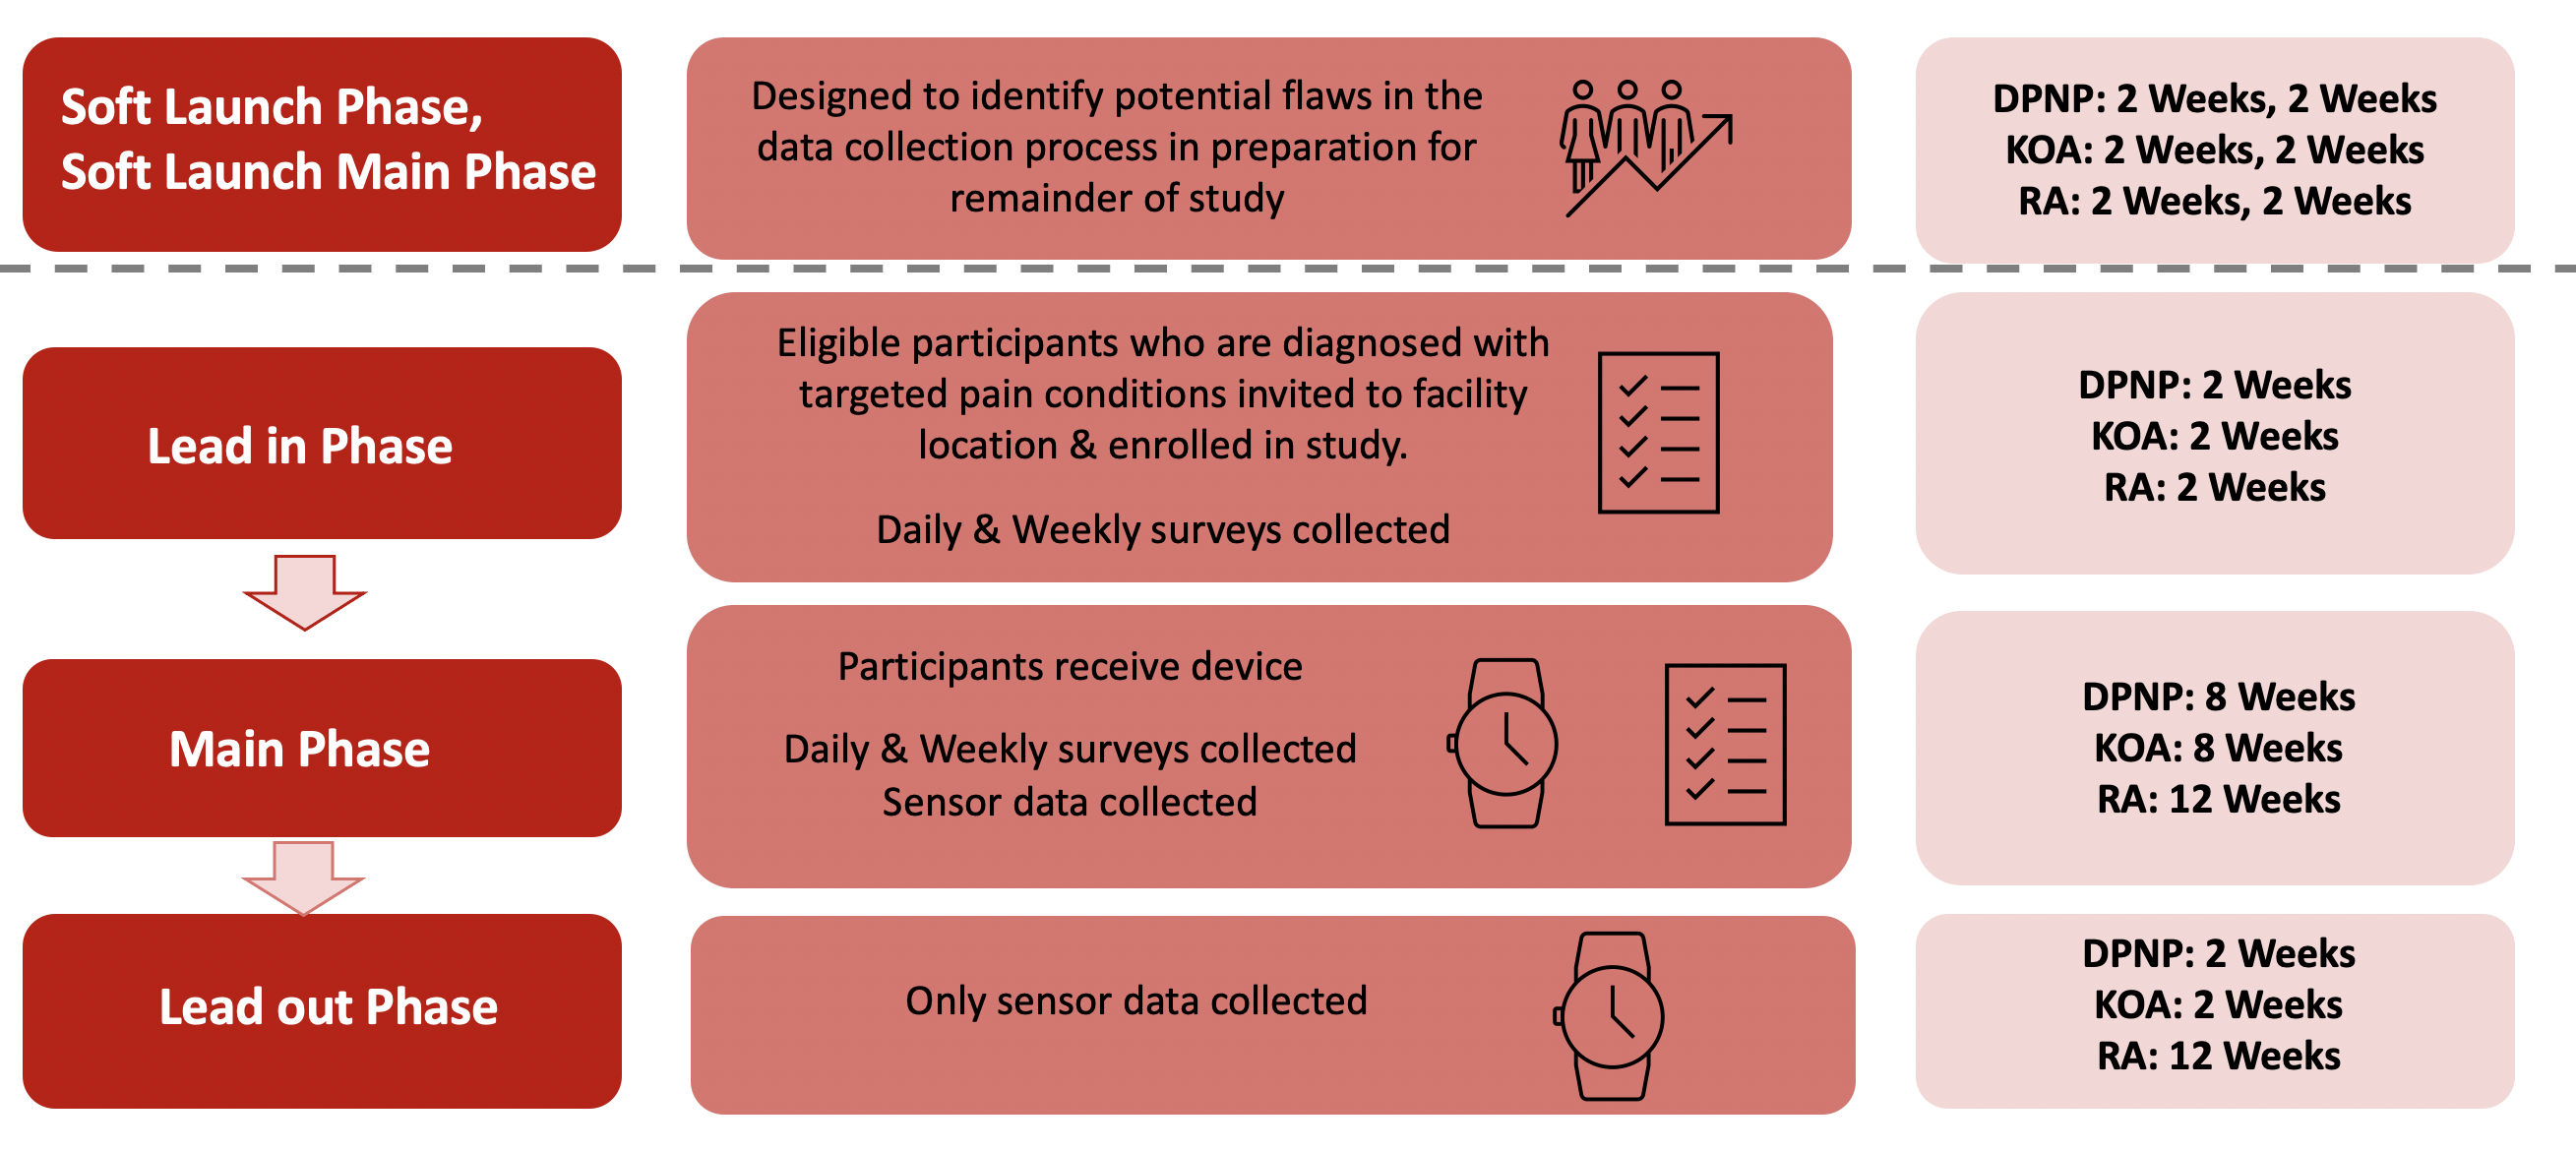 Soft Launch Phase,
Soft Launch Main Phase
Designed to identify potential flaws in the
data collection process in preparation for
remainder of study
DPNP: 2 Weeks, 2 Weeks
KOA: 2 Weeks, 2 Weeks
RA: 2 Weeks, 2 Weeks
Lead in Phase
Eligible participants who are diagnosed with
targeted pain conditions invited to facility
location & enrolled in study.
Daily & Weekly surveys collected
DPNP: 2 Weeks
KOA: 2 Weeks
RA: 2 Weeks
Main Phase
Participants receive device
Daily & Weekly surveys collected
Sensor data collected
DPNP: 8 Weeks
KOA: 8 Weeks
RA: 12 Weeks
Lead out Phase
Only sensor data collected
DPNP: 2 Weeks
KOA: 2 Weeks
RA: 12 Weeks